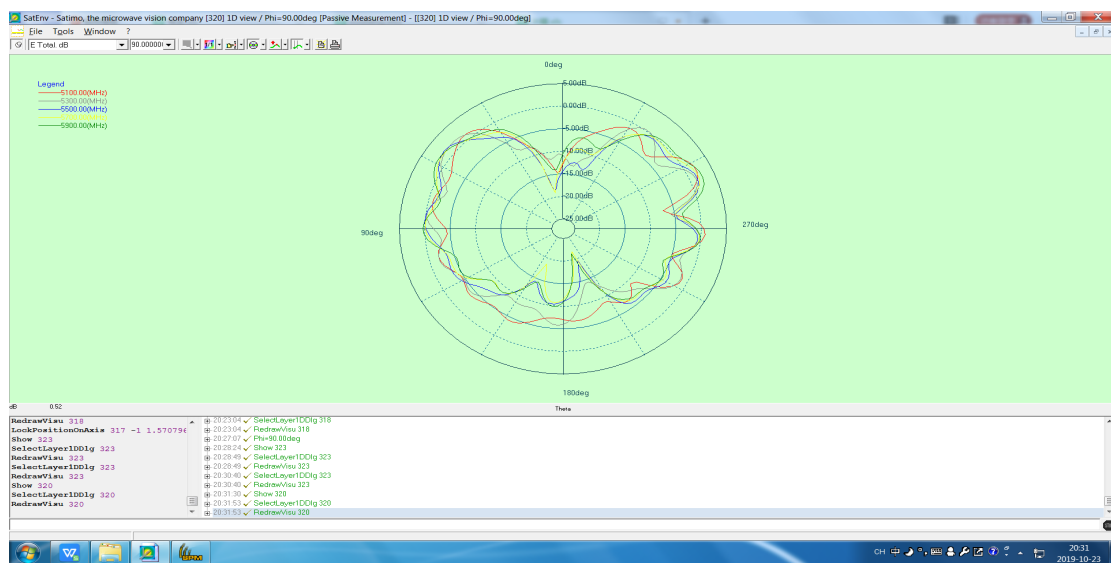 SatEnv - Satimo, the microwave vision company [320] 1D view / Phi=90.00deg [Passive Measurement] - [[320] 1D view / Phi=90.00deg]
File Tools Window ?
E Total dB 90.00000
0deg
Legend
5100.00(MHz)
5300.00(MHz)
5500.00(MHz)
5900.00(MHz)
5.00dB
0.00dB
-5.00dB
-10.00dB
-15.00dB
-20.00dB
-25.00dB
90deg
270deg
180deg
dB 0.52
Theta
RedrawVisu 318
LockPositionOnAxis 317 -1 1.570796
Show 323
SelectLayer1DDlg 323
RedrawVisu 323
SelectLayer1DDlg 323
RedrawVisu 323
Show 320
SelectLayer1DDlg 320
RedrawVisu 320
20:23:04 SelectLayer1DDlg 318
20:23:04 RedrawVisu 318
20:27:07 Phi=90.00deg
20:28:24 Show 323
20:28:49 SelectLayer1DDlg 323
20:28:49 RedrawVisu 323
20:30:40 SelectLayer1DDlg 323
20:30:40 RedrawVisu 323
20:31:30 Show 320
20:31:53 SelectLayer1DDlg 320
20:31:53 RedrawVisu 320
CH 中
20:31
2019-10-23